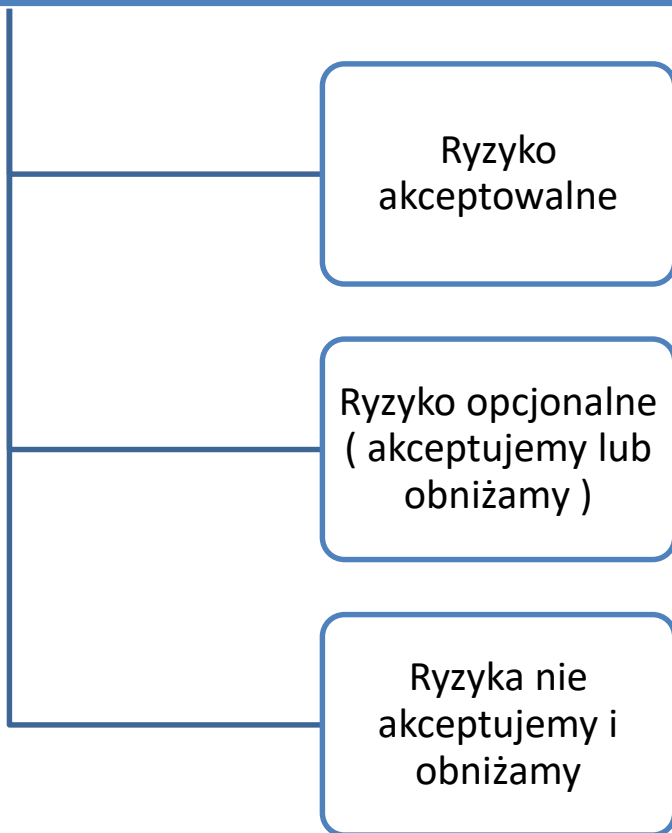 Ryzyko
akceptowalne
Ryzyko opcjonalne
( akceptujemy lub
obniżamy )
Ryzyka nie
akceptujemy i
obniżamy